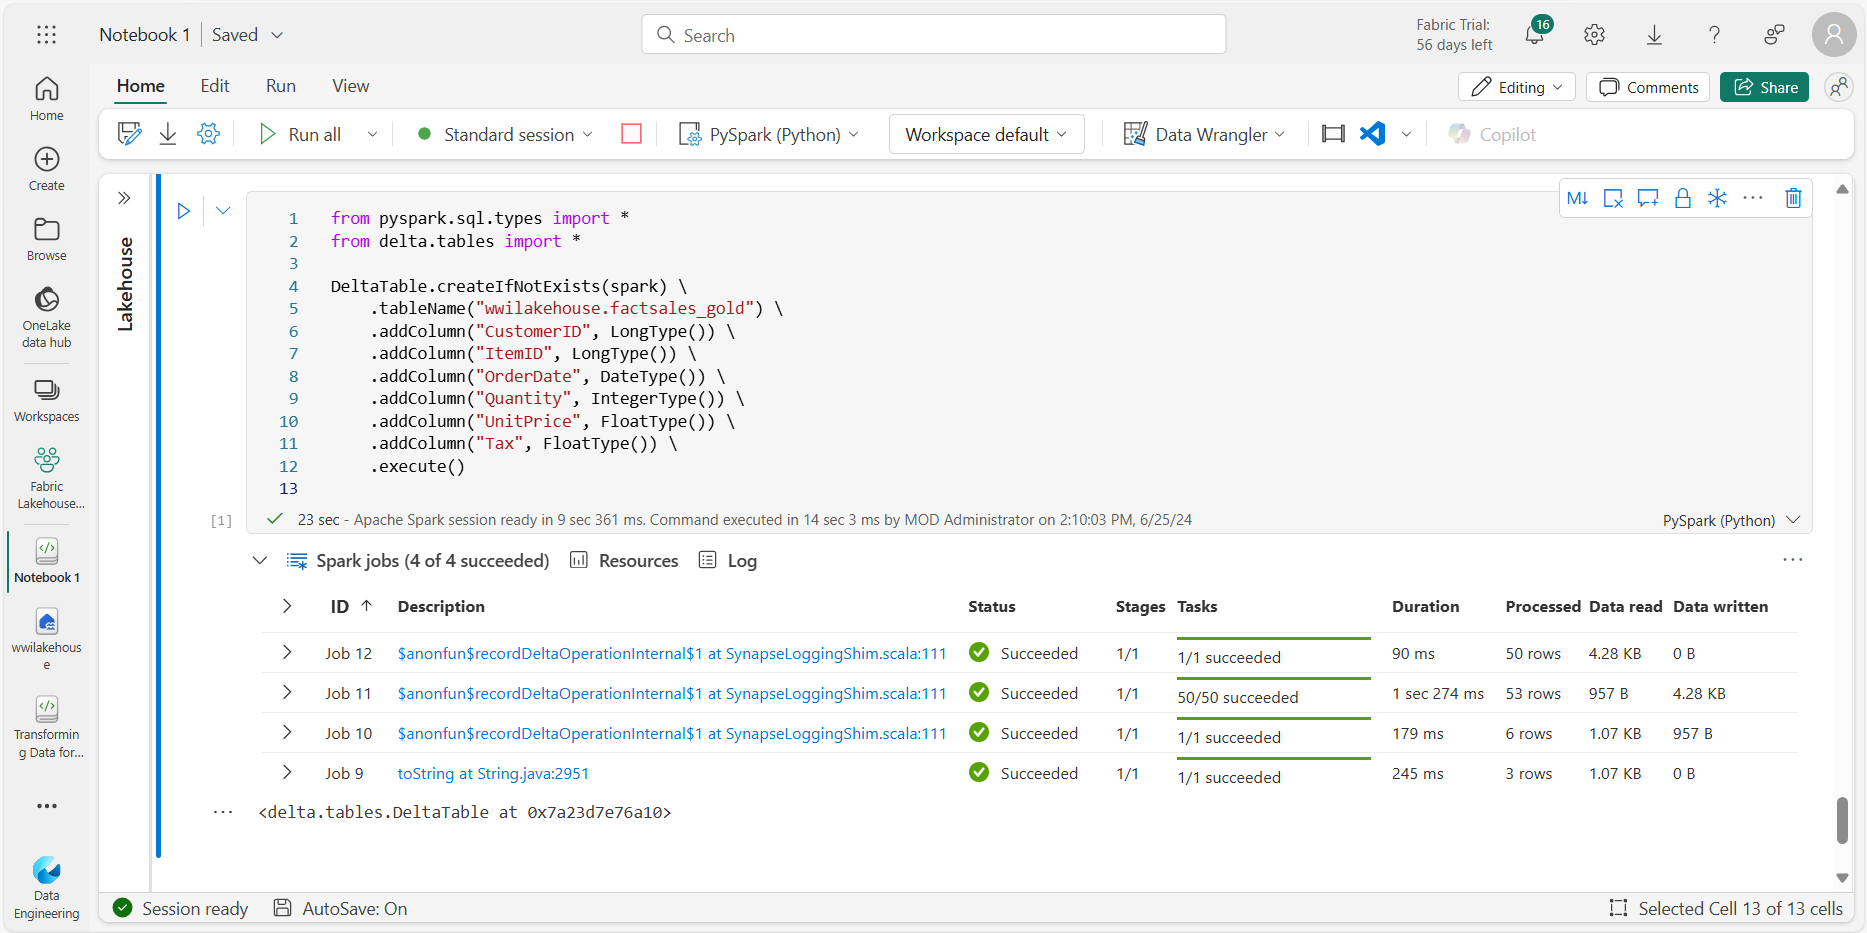 Notebook 1 | Saved
Search
Fabric Trial:
56 days left
16
Home
Edit
Run
View
Editing
Comments
Share
Run all
Standard session
PySpark (Python)
Workspace default
Data Wrangler
Copilot
Home
Create
Browse
OneLake
data hub
Workspaces
Fabric
Lakehouse...
Notebook 1
wwilakehous
e
Transformin
g Data for...
Data
Engineering
Lakehouse
M↓
1 from pyspark.sql.types import *
2 from delta.tables import *
3
4 DeltaTable.createIfNotExists(spark) \
5 .tableName("wwilakehouse.factsales_gold") \
6 .addColumn("CustomerID", LongType()) \
7 .addColumn("ItemID", LongType()) \
8 .addColumn("OrderDate", DateType()) \
9 .addColumn("Quantity", IntegerType()) \
10 .addColumn("UnitPrice", FloatType()) \
11 .addColumn("Tax", FloatType()) \
12 .execute()
13
[1]
23 sec - Apache Spark session ready in 9 sec 361 ms. Command executed in 14 sec 3 ms by MOD Administrator on 2:10:03 PM, 6/25/24
PySpark (Python)
Spark jobs (4 of 4 succeeded) Resources Log
ID ↑ Description Status Stages Tasks Duration Processed Data read Data written
Job 12 $anonfun$recordDeltaOperationInternal$1 at SynapseLoggingShim.scala:111 Succeeded 1/1 1/1 succeeded 90 ms 50 rows 4.28 KB 0 B
Job 11 $anonfun$recordDeltaOperationInternal$1 at SynapseLoggingShim.scala:111 Succeeded 1/1 50/50 succeeded 1 sec 274 ms 53 rows 957 B 4.28 KB
Job 10 $anonfun$recordDeltaOperationInternal$1 at SynapseLoggingShim.scala:111 Succeeded 1/1 1/1 succeeded 179 ms 6 rows 1.07 KB 957 B
Job 9 toString at String.java:2951 Succeeded 1/1 1/1 succeeded 245 ms 3 rows 1.07 KB 0 B
<delta.tables.DeltaTable at 0x7a23d7e76a10>
Session ready
AutoSave: On
Selected Cell 13 of 13 cells